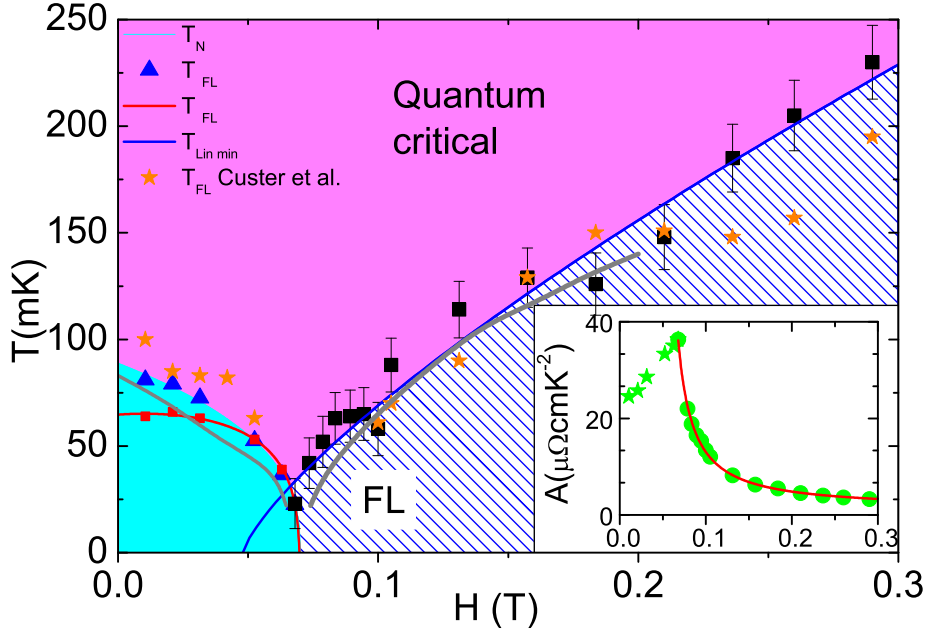 250
200
150
100
50
0
T(mK)
T_N
T_FL
T_FL
T_Lin min
T_FL Custer et al.
Quantum
critical
FL
0.0
0.1
0.2
0.3
H (T)
40
20
0
A(μΩcmK⁻²)
0.0
0.1
0.2
0.3